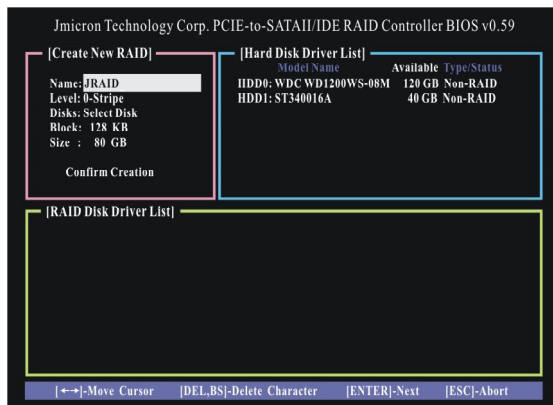 Jmicron Technology Corp. PCIE-to-SATAII/IDE RAID Controller BIOS v0.59
[Create New RAID]
Name: JRAID
Level: 0-Stripe
Disks: Select Disk
Block: 128 KB
Size : 80 GB
Confirm Creation
[Hard Disk Driver List]
Model Name Available Type/Status
HDD0: WDC WD1200WS-08M 120 GB Non-RAID
HDD1: ST340016A 40 GB Non-RAID
[RAID Disk Driver List]
[←→]-Move Cursor [DEL,BS]-Delete Character [ENTER]-Next [ESC]-Abort